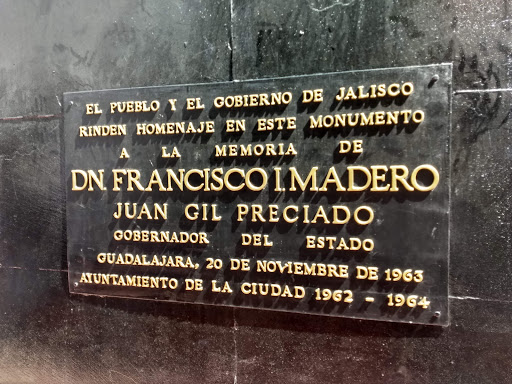 EL PUEBLO Y EL GOBIERNO DE JALISCO
RINDEN HOMENAJE EN ESTE MONUMENTO
A LA MEMORIA DE
DN. FRANCISCO I. MADERO
JUAN GIL PRECIADO
GOBERNADOR DEL ESTADO
GUADALAJARA, 20 DE NOVIEMBRE DE 1963
AYUNTAMIENTO DE LA CIUDAD 1962 - 1964